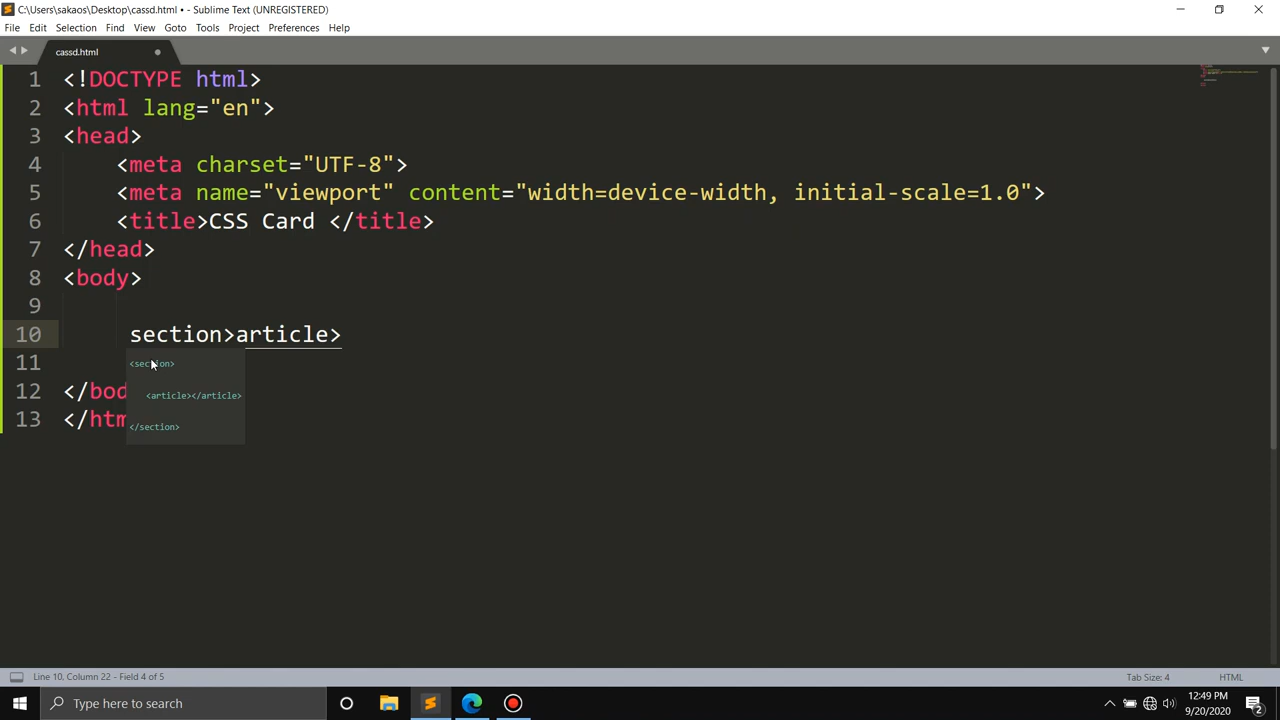 C:\Users\sakaos\Desktop\cassd.html • - Sublime Text (UNREGISTERED)
File Edit Selection Find View Goto Tools Project Preferences Help
cassd.html
1 <!DOCTYPE html>
2 <html lang="en">
3 <head>
4 <meta charset="UTF-8">
5 <meta name="viewport" content="width=device-width, initial-scale=1.0">
6 <title>CSS Card </title>
7 </head>
8 <body>
9
10 section>article>
11
<section>
12 </bod
<article></article>
13 </htm
</section>
Line 10, Column 22 - Field 4 of 5
Tab Size: 4
HTML
Type here to search
12:49 PM
9/20/2020
2